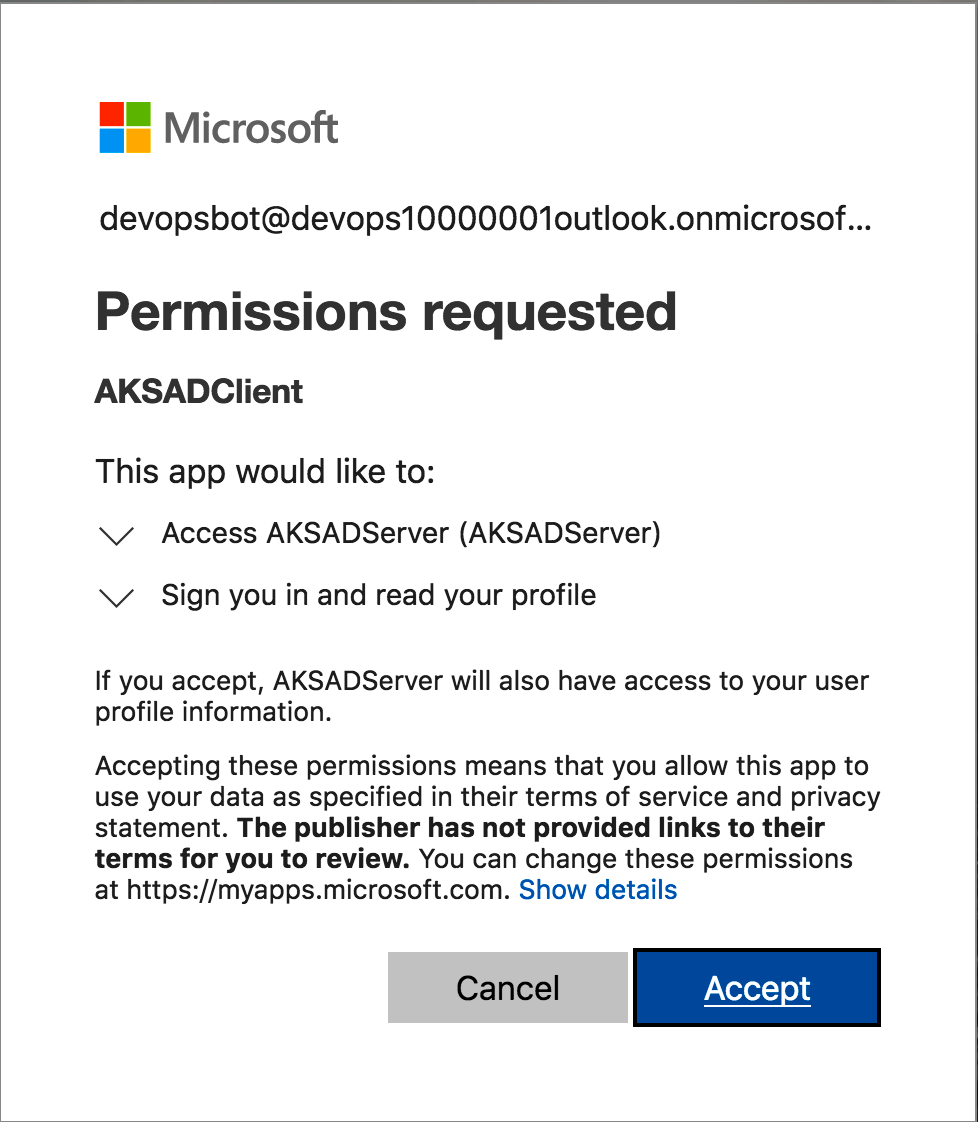 Microsoft
devopsbot@devops10000001outlook.onmicrosof...
Permissions requested
AKSADClient
This app would like to:
Access AKSADServer (AKSADServer)
Sign you in and read your profile
If you accept, AKSADServer will also have access to your user
profile information.
Accepting these permissions means that you allow this app to
use your data as specified in their terms of service and privacy
statement. The publisher has not provided links to their
terms for you to review. You can change these permissions
at https://myapps.microsoft.com. Show details
Cancel Accept